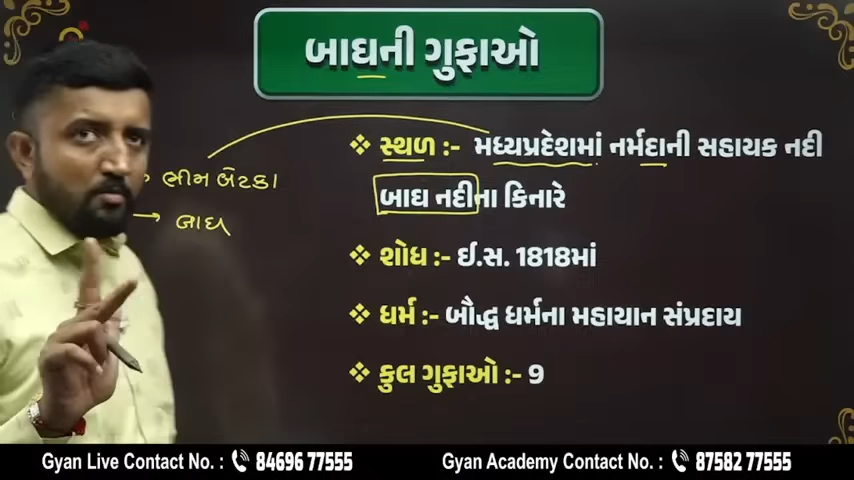 બાઘની ગુફાઓ
❖ સ્થળ :- મધ્યપ્રદેશમાં નર્મદાની સહાયક નદી
બાઘ નદીના કિનારે
ભીમ બેટકા
→ બાઘ
❖ શોધ :- ઈ.સ. 1818માં
❖ ધર્મ :- બૌદ્ધ ધર્મના મહાયાન સંપ્રદાય
❖ કુલ ગુફાઓ :- 9
Gyan Live Contact No. : 84696 77555
Gyan Academy Contact No. : 87582 77555